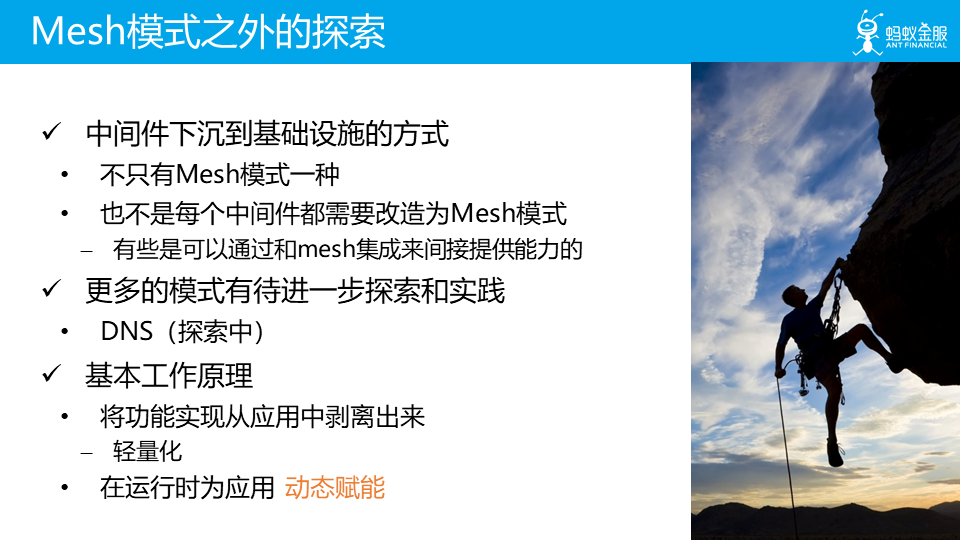 Mesh模式之外的探索
蚂蚁金服
ANT FINANCIAL
✓ 中间件下沉到基础设施的方式
• 不只有Mesh模式一种
• 也不是每个中间件都需要改造为Mesh模式
– 有些是可以通过和mesh集成来间接提供能力的
✓ 更多的模式有待进一步探索和实践
• DNS（探索中）
✓ 基本工作原理
• 将功能实现从应用中剥离出来
– 轻量化
• 在运行时为应用 动态赋能